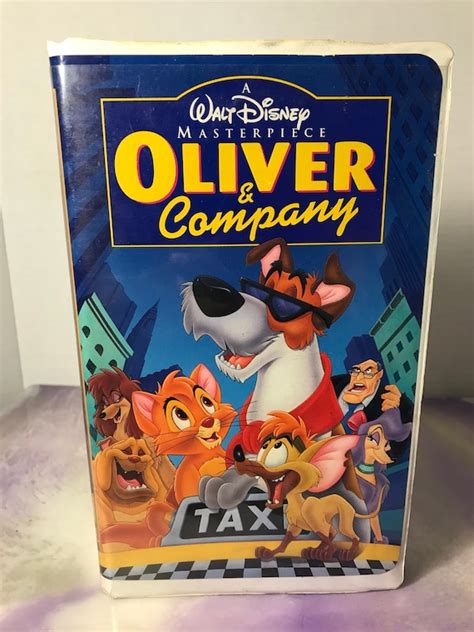 A
WALT DISNEY
MASTERPIECE
OLIVER
&
Company
TAXI